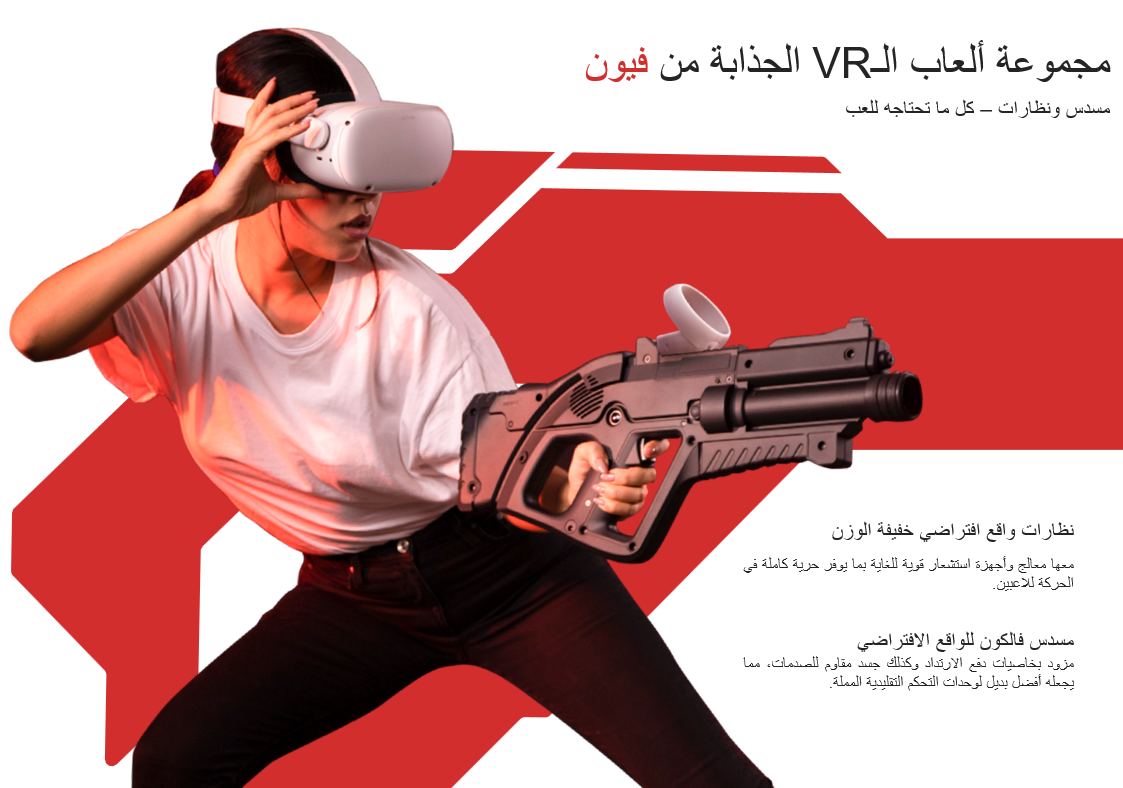 مجموعة ألعاب الـVR الجذابة من فيون
مسدس ونظارات – كل ما تحتاجه للعب
نظارات واقع افتراضي خفيفة الوزن
معها معالج وأجهزة استشعار قوية للغاية بما يوفر حرية كاملة في
الحركة للاعبين.
مسدس فالكون للواقع الافتراضي
مزود بخاصيات دفع الارتداد وكذلك جسد مقاوم للصدمات، مما
يجعله أفضل بديل لوحدات التحكم التقليدية المملة.